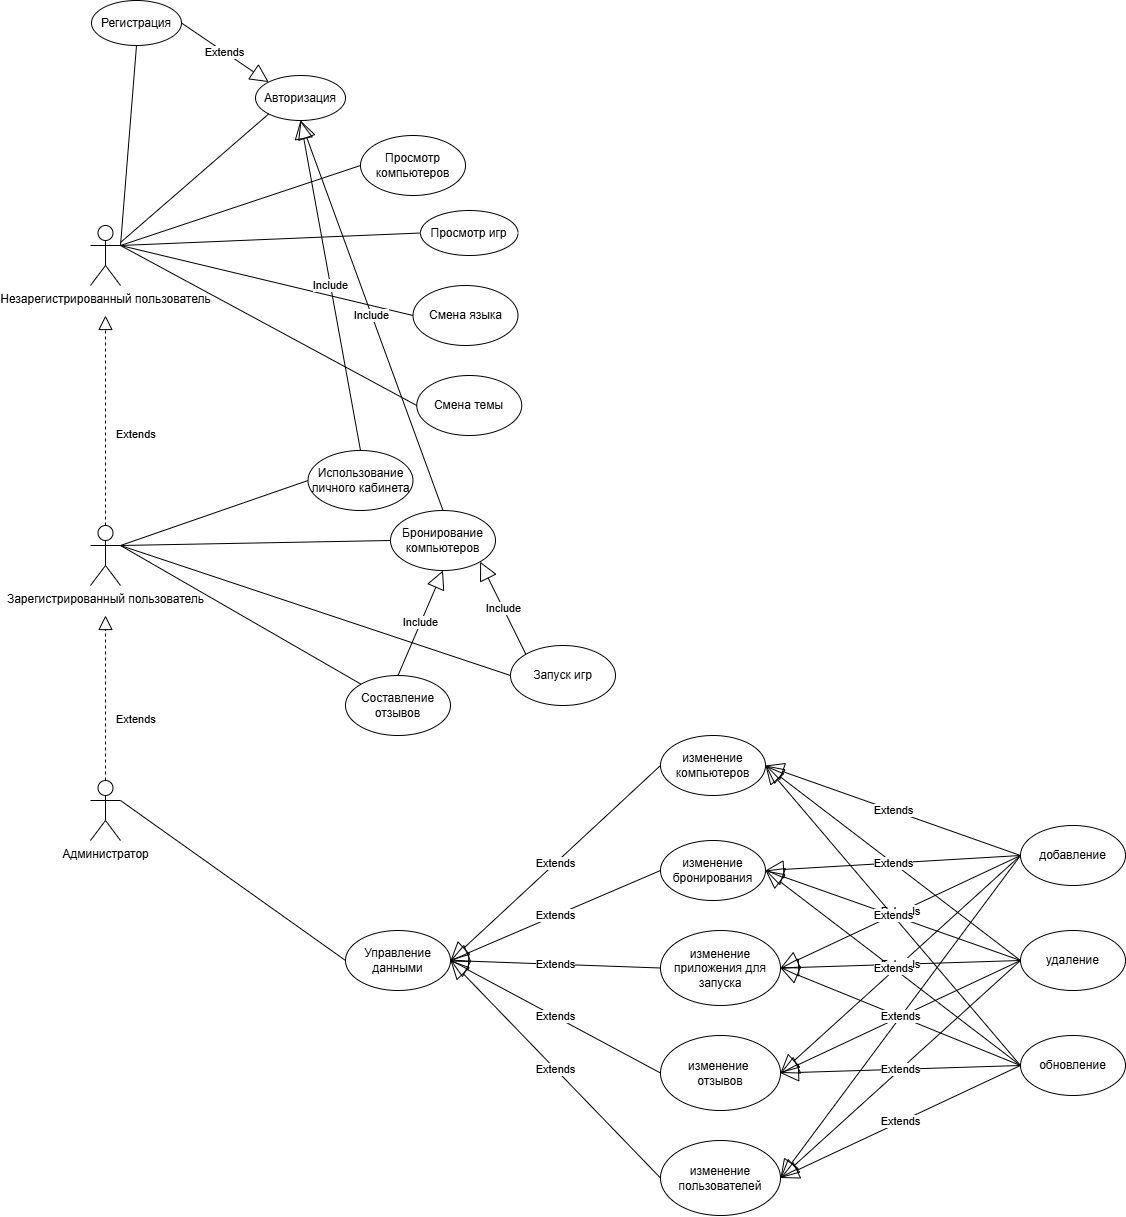 Регистрация
Extends
Авторизация
Просмотр
компьютеров
Просмотр игр
Include
Незарегистрированный пользователь
Include
Смена языка
Смена темы
Extends
Использование
личного кабинета
Бронирование
компьютеров
Зарегистрированный пользователь
Include
Include
Запуск игр
Составление
отзывов
Extends
изменение
компьютеров
Extends
Администратор
добавление
изменение
бронирования
Extends
Extends
Extends
Extends
Управление
данными
изменение
приложения для
запуска
Extends
Extends
удаление
Extends
Extends
изменение
отзывов
Extends
Extends
обновление
Extends
изменение
пользователей